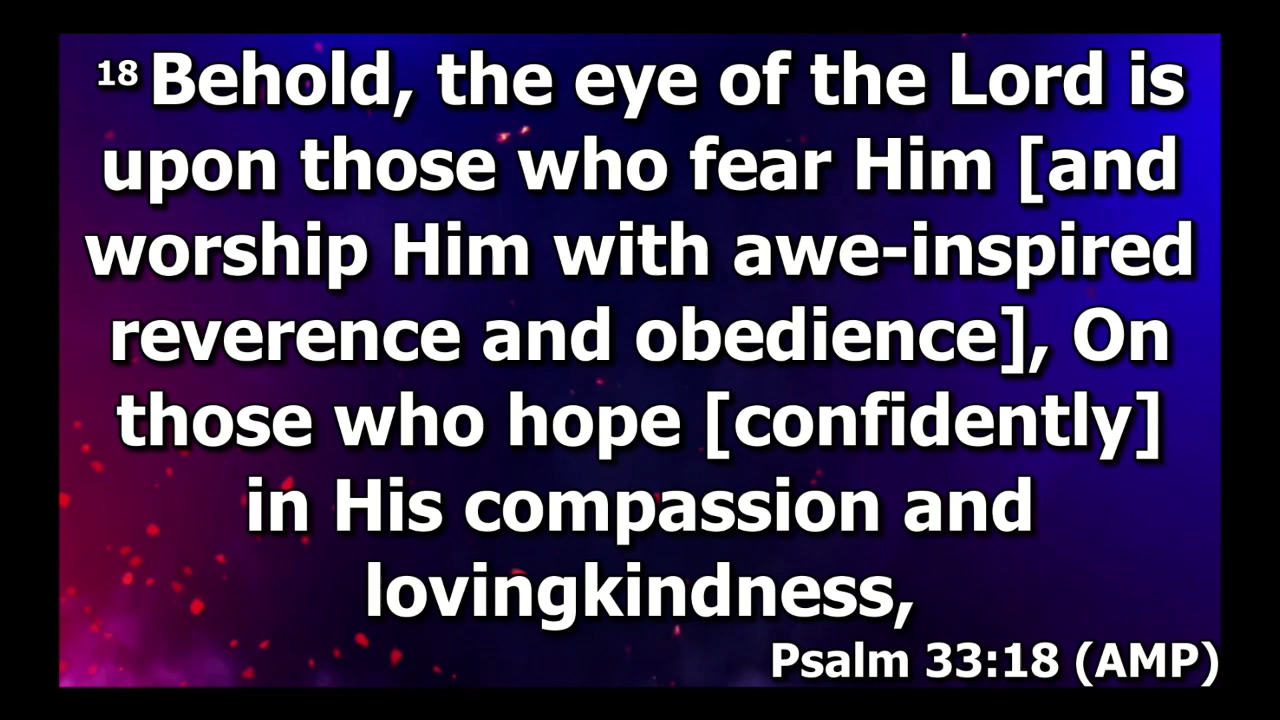 18 Behold, the eye of the Lord is
upon those who fear Him [and
worship Him with awe-inspired
reverence and obedience], On
those who hope [confidently]
in His compassion and
lovingkindness,
Psalm 33:18 (AMP)